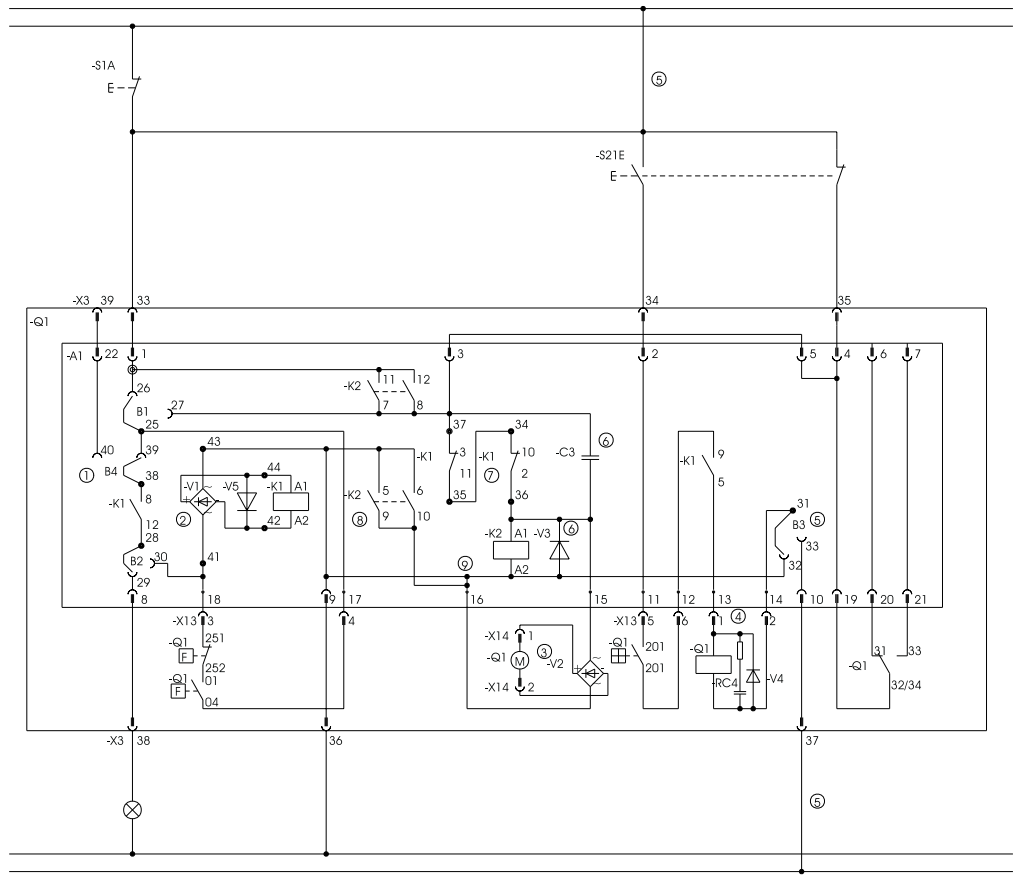 -S1A
E
5
-S21E
E
-X3 39 33 34 35
-Q1
-A1 22 1 3 2 5 4 6 7
26 11 12
-K2
B1 27 7 8
25 37 34
40 39 43 -K1 3 -K1 10 -C3 6 9
-K1
1 B4 38 44 11 7 2 5
-V1 ~ -V5 -K1 A1 5 6
8 + -K2 35 36 31
-K1 2 A2 9 8 10 -K2 A1 -V3 6 B3 5
12 42 33
28 A2
B2 30 41 9 32
29
8 18 9 17 16 15 11 12 13 14 10 19 20 21
-X13 3 4 -X13 5 6 1 4 2
251 -X14 1 -Q1 201 31 33
-Q1 F 3 ~ -Q1 -Q1
252 -Q1 M -V2 + 201 -V4
-Q1 01 -X14 2 -RC4 32/34
F 04
-X3 38 36 37
5